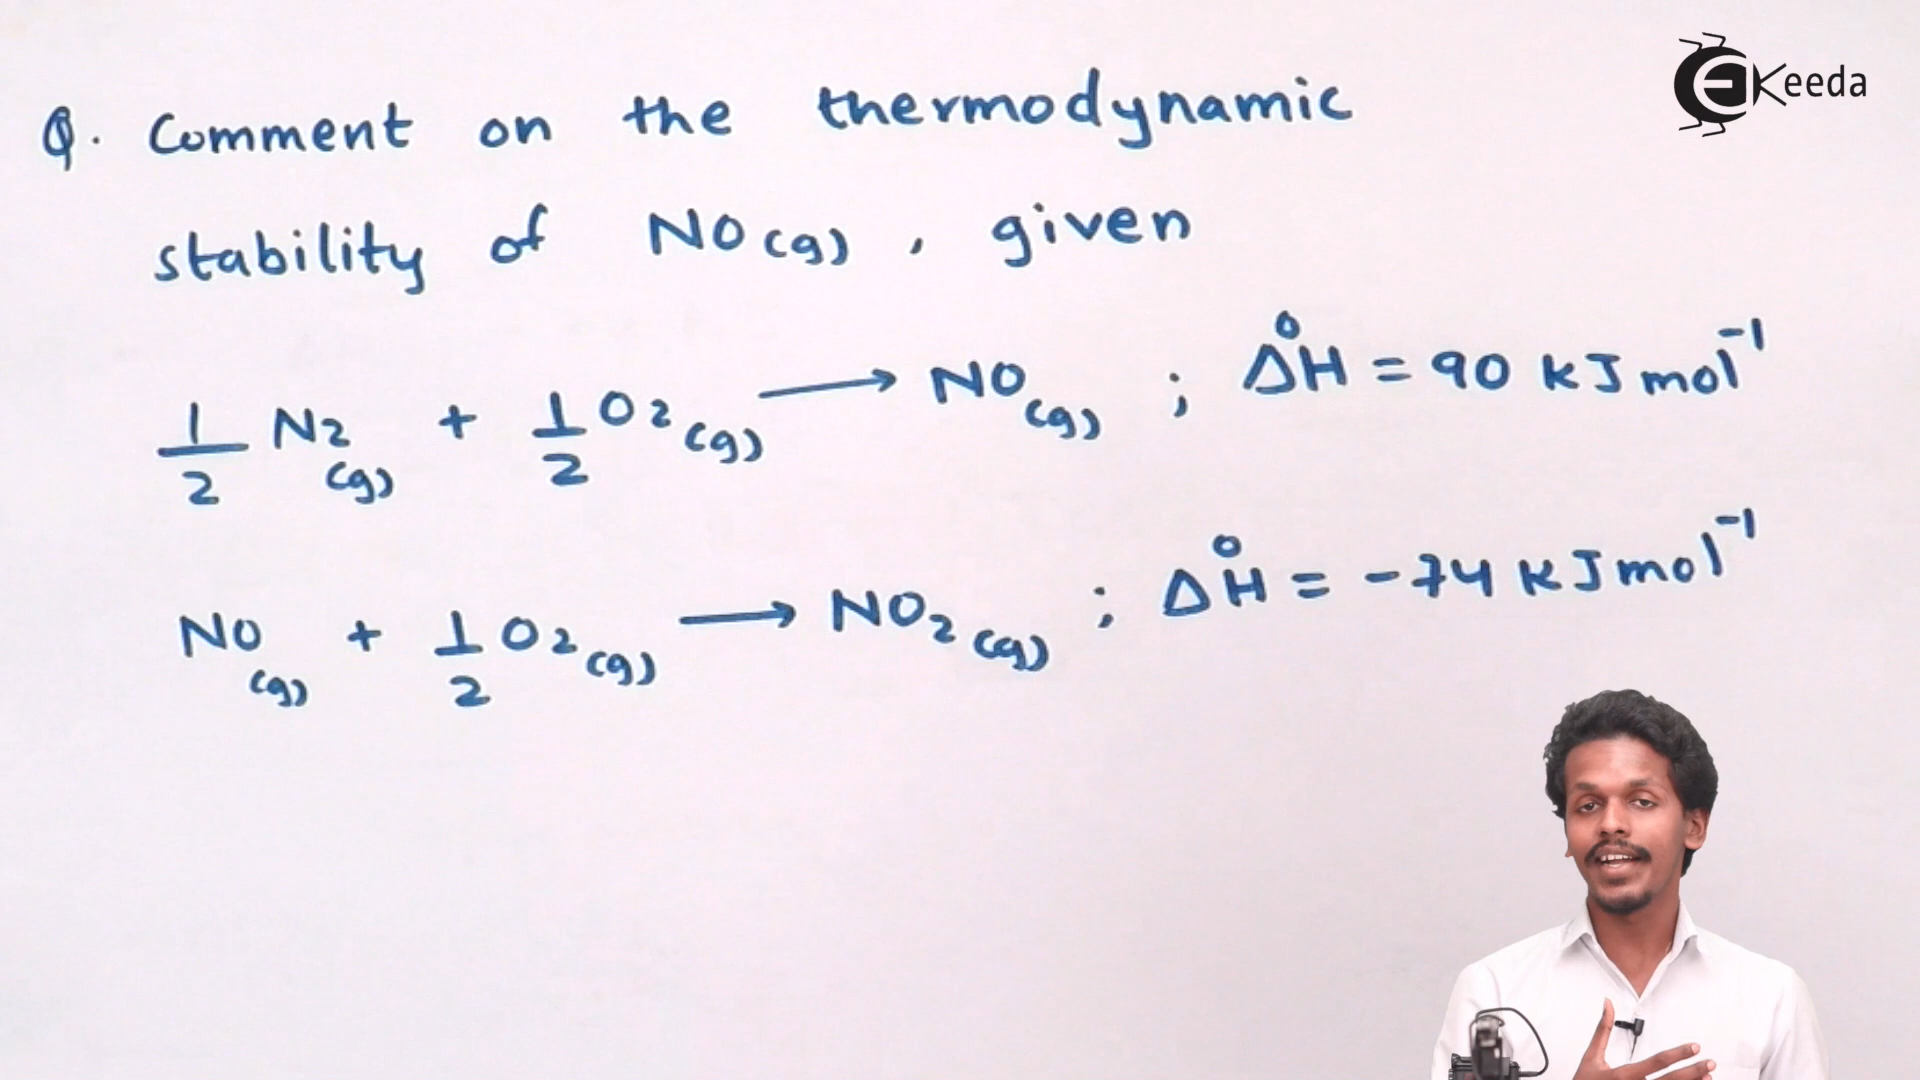 Keeda
Q. Comment on the thermodynamic
stability of NO(g), given
1/2 N2(g) + 1/2 O2(g) ⟶ NO(g) ; ΔH° = 90 kJ mol⁻¹
NO(g) + 1/2 O2(g) ⟶ NO2(g) ; ΔH° = -74 kJ mol⁻¹